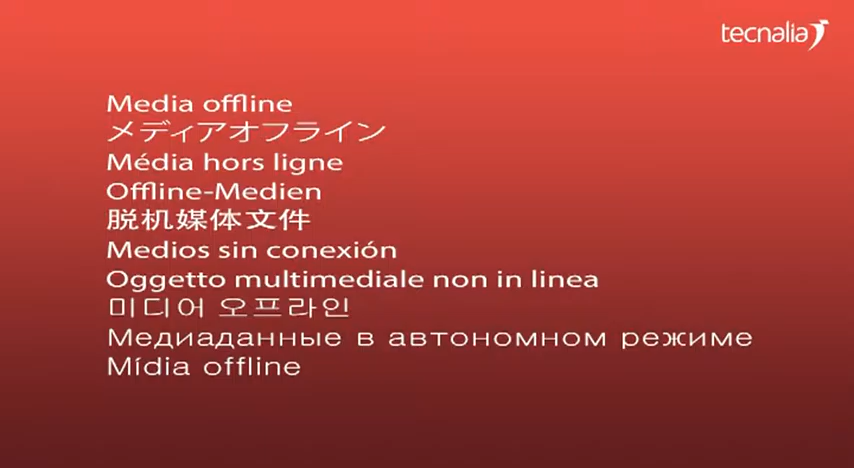 tecnalia
Media offline
メディアオフライン
Média hors ligne
Offline-Medien
脱机媒体文件
Medios sin conexión
Oggetto multimediale non in linea
미디어 오프라인
Медиаданные в автономном режиме
Mídia offline